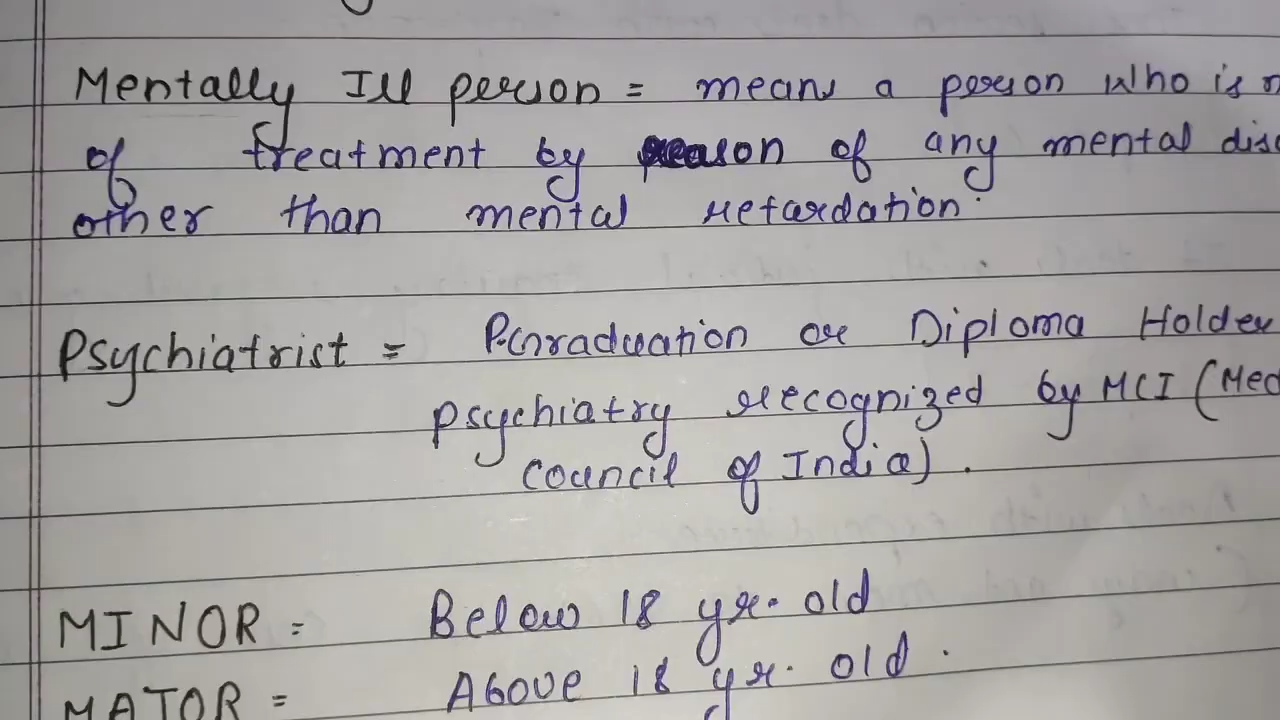 Mentally Ill person = means a person who is
of treatment by reason of any mental
other than mental retardation.
Psychiatrist = P.Graduation or Diploma Holder
psychiatry recognized by MCI (Med
council of India).
MINOR = Below 18 yr. old
MAJOR = Above 18 yr. old.